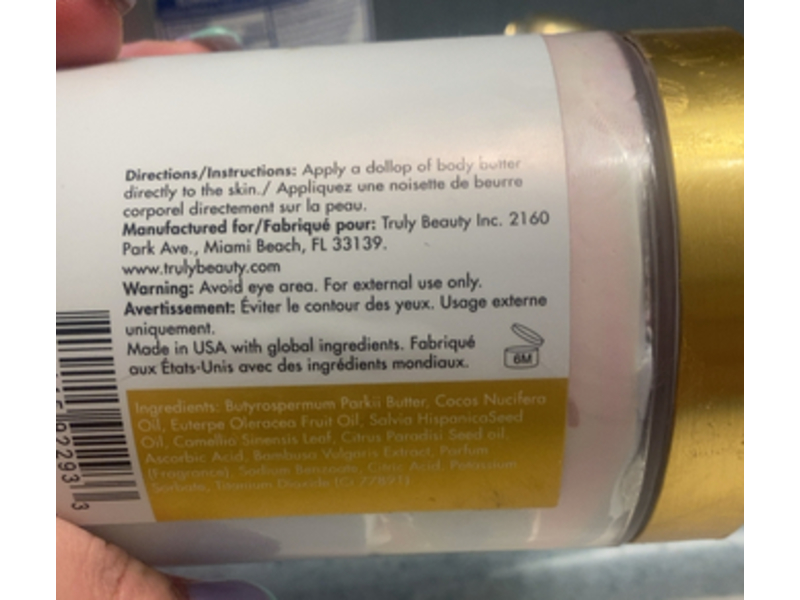 Directions/Instructions: Apply a dollop of body butter
directly to the skin./ Appliquez une noisette de beurre
corporel directement sur la peau.
Manufactured for/Fabriqué pour: Truly Beauty Inc. 2160
Park Ave., Miami Beach, FL 33139.
www.trulybeauty.com
Warning: Avoid eye area. For external use only.
Avertissement: Éviter le contour des yeux. Usage externe
uniquement.
Made in USA with global ingredients. Fabriqué
aux États-Unis avec des ingrédients mondiaux.
6M
Ingredients: Butyrospermum Parkii Butter, Cocos Nucifera
Oil, Euterpe Oleracea Fruit Oil, Salvia HispanicaSeed
Oil, Camellia Sinensis Leaf, Citrus Paradisi Seed oil,
Ascorbic Acid, Bambusa Vulgaris Extract, Parfum
(Fragrance), Sodium Benzoate, Citric Acid, Potassium
Sorbate, Titanium Dioxide (CI 77891)
92293 3